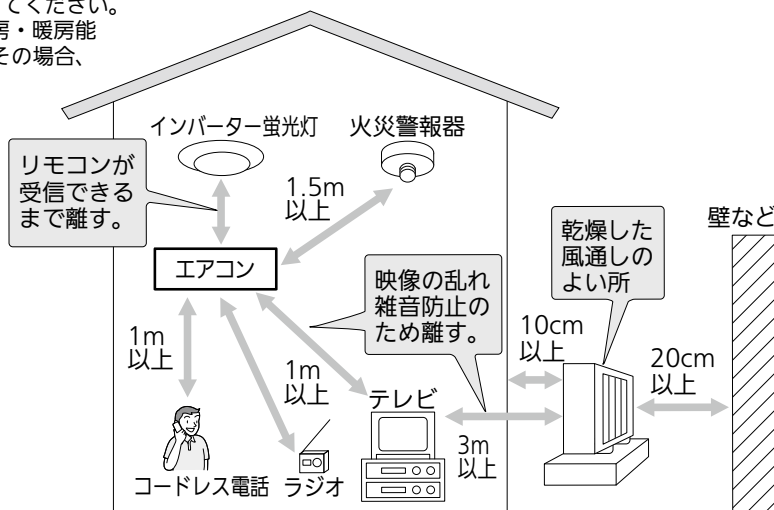 てください。
房・暖房能
その場合、
インバーター蛍光灯
火災警報器
リモコンが
受信できる
まで離す。
1.5m
以上
壁など
乾燥した
風通しの
よい所
エアコン
映像の乱れ
雑音防止の
ため離す。
1m
以上
1m
以上
10cm
以上
20cm
以上
テレビ
3m
以上
コードレス電話
ラジオ